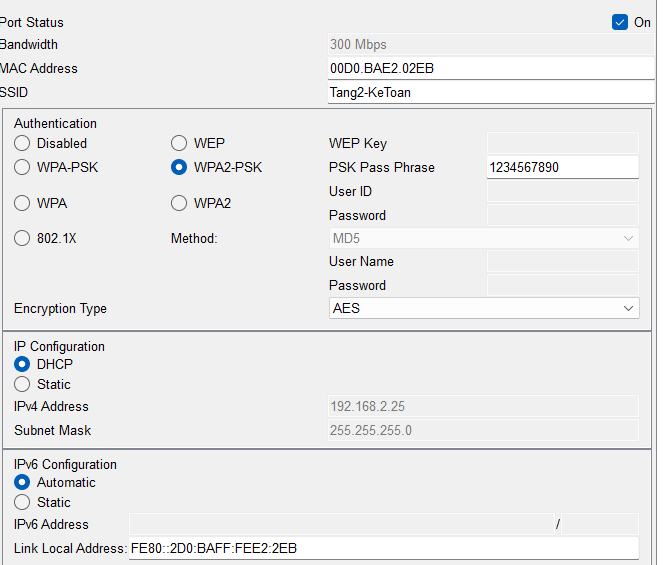 Port Status On
Bandwidth 300 Mbps
MAC Address 00D0.BAE2.02EB
SSID Tang2-KeToan
Authentication
Disabled WEP WEP Key
WPA-PSK WPA2-PSK PSK Pass Phrase 1234567890
User ID
WPA WPA2
Password
802.1X Method: MD5
User Name
Password
Encryption Type AES
IP Configuration
DHCP
Static
IPv4 Address 192.168.2.25
Subnet Mask 255.255.255.0
IPv6 Configuration
Automatic
Static
IPv6 Address /
Link Local Address: FE80::2D0:BAFF:FEE2:2EB